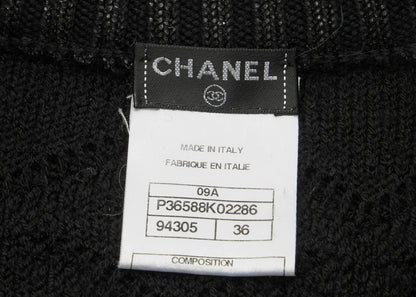 CHANEL
MADE IN ITALY
FABRIQUE EN ITALIE
09A
P36588K02286
94305 36
COMPOSITION